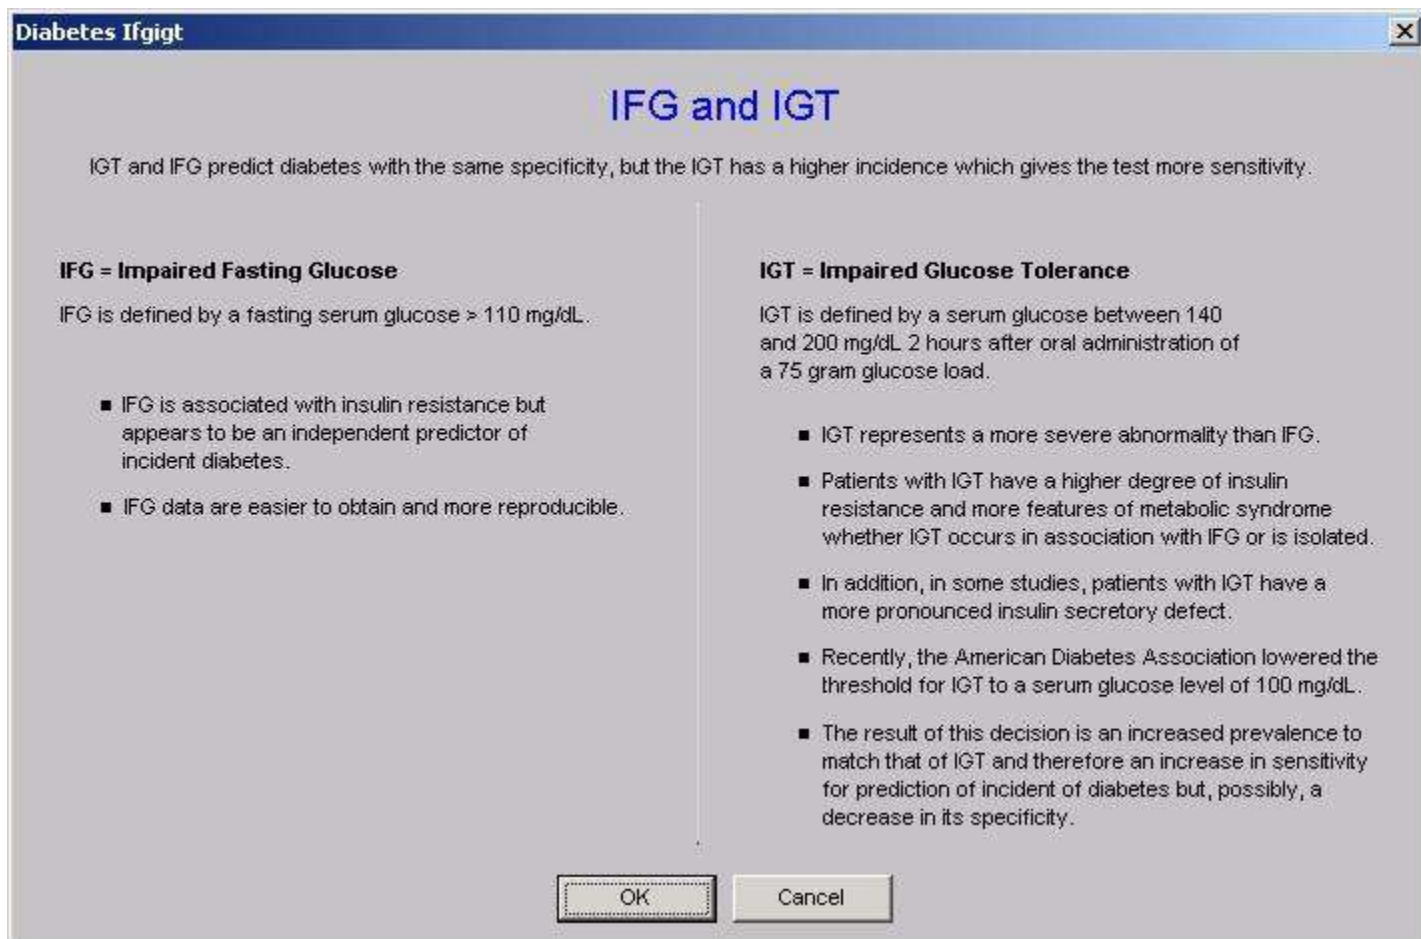 Diabetes Ifgigt
IFG and IGT
IGT and IFG predict diabetes with the same specificity, but the IGT has a higher incidence which gives the test more sensitivity.
IFG = Impaired Fasting Glucose
IFG is defined by a fasting serum glucose > 110 mg/dL.
■ IFG is associated with insulin resistance but
appears to be an independent predictor of
incident diabetes.
■ IFG data are easier to obtain and more reproducible.
IGT = Impaired Glucose Tolerance
IGT is defined by a serum glucose between 140
and 200 mg/dL 2 hours after oral administration of
a 75 gram glucose load.
■ IGT represents a more severe abnormality than IFG.
■ Patients with IGT have a higher degree of insulin
resistance and more features of metabolic syndrome
whether IGT occurs in association with IFG or is isolated.
■ In addition, in some studies, patients with IGT have a
more pronounced insulin secretory defect.
■ Recently, the American Diabetes Association lowered the
threshold for IGT to a serum glucose level of 100 mg/dL.
■ The result of this decision is an increased prevalence to
match that of IGT and therefore an increase in sensitivity
for prediction of incident of diabetes but, possibly, a
decrease in its specificity.
OK
Cancel